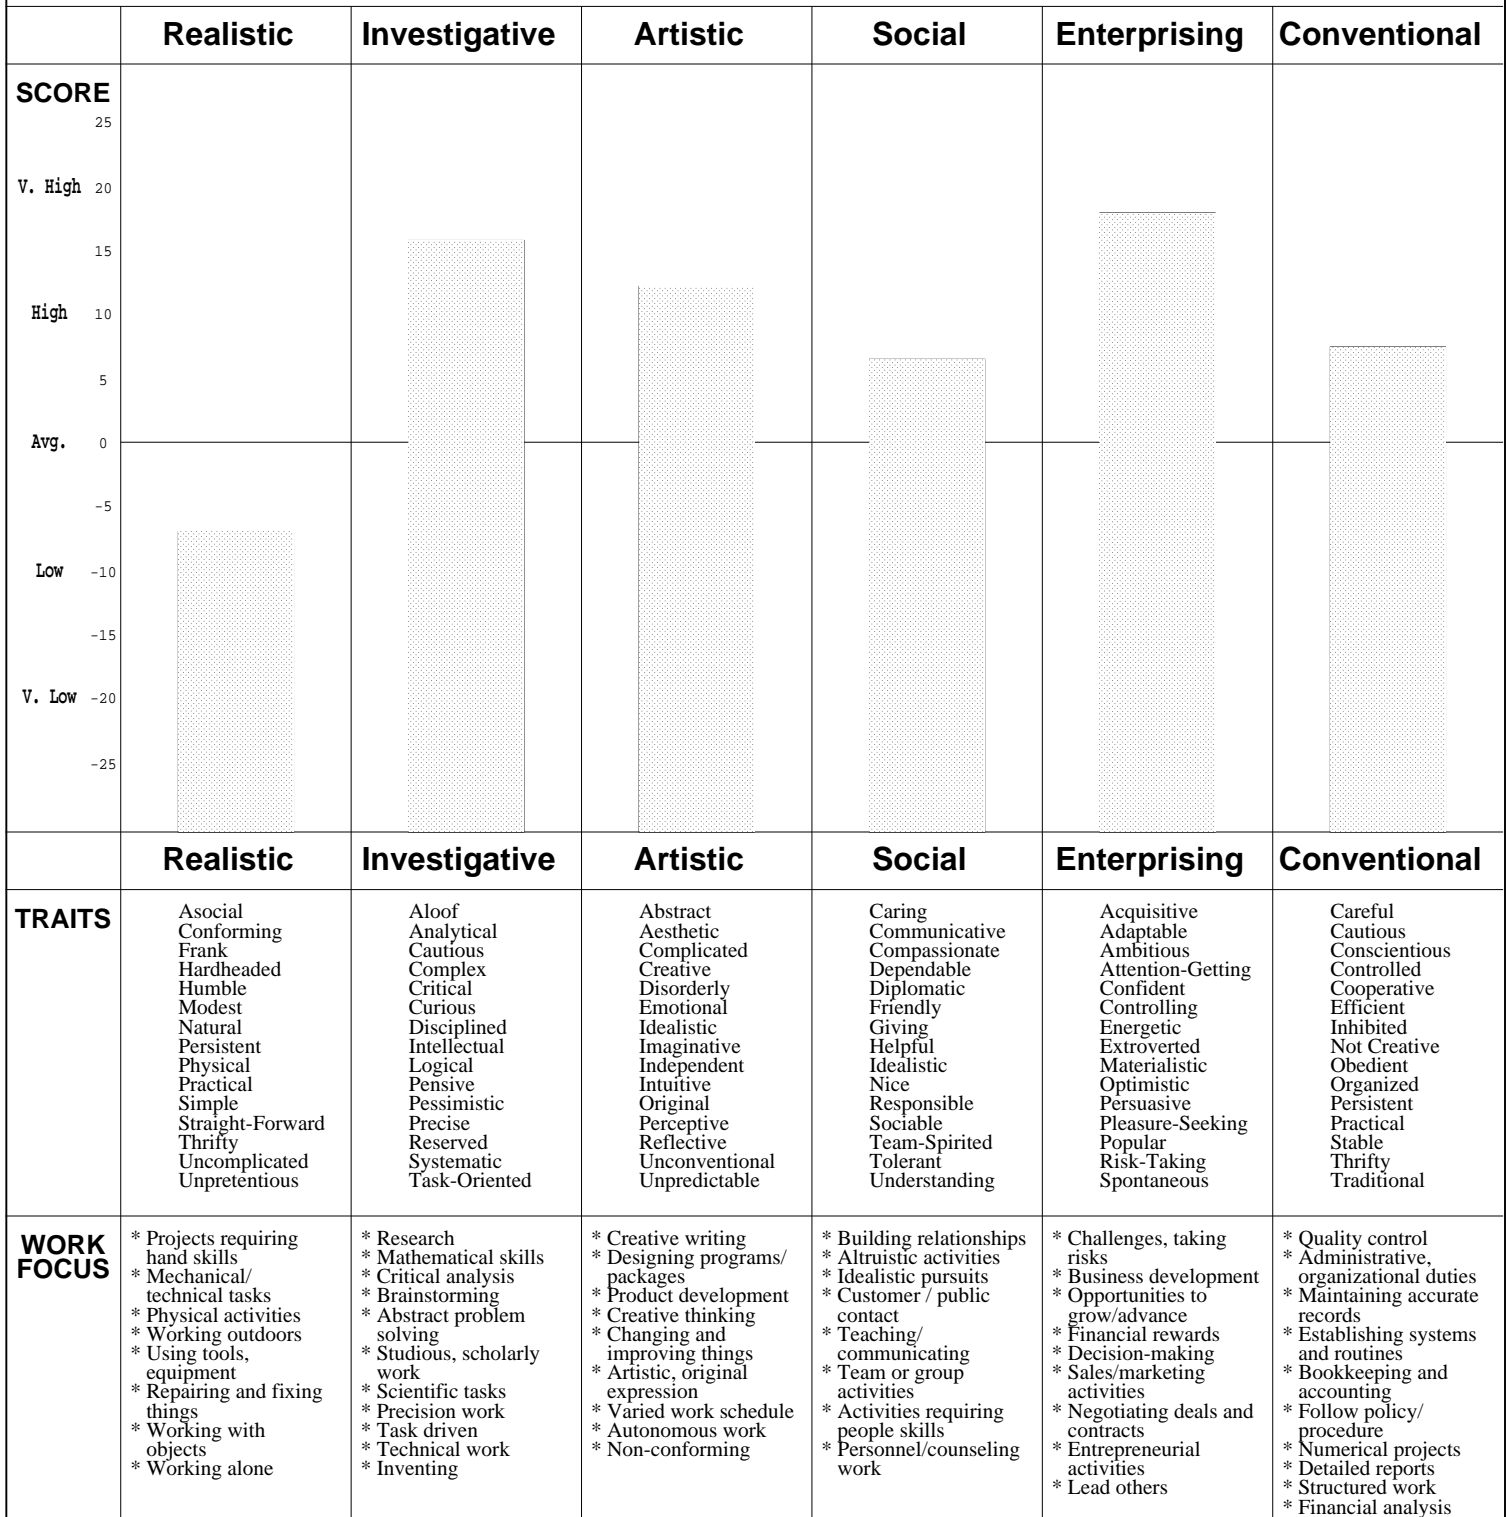 Realistic Investigative Artistic Social Enterprising Conventional
SCORE
25
V. High 20
15
High 10
5
Avg. 0
-5
Low -10
-15
V. Low -20
-25
Realistic Investigative Artistic Social Enterprising Conventional
TRAITS
Asocial
Conforming
Frank
Hardheaded
Humble
Modest
Natural
Persistent
Physical
Practical
Simple
Straight-Forward
Thrifty
Uncomplicated
Unpretentious
Aloof
Analytical
Cautious
Complex
Critical
Curious
Disciplined
Intellectual
Logical
Pensive
Pessimistic
Precise
Reserved
Systematic
Task-Oriented
Abstract
Aesthetic
Complicated
Creative
Disorderly
Emotional
Idealistic
Imaginative
Independent
Intuitive
Original
Perceptive
Reflective
Unconventional
Unpredictable
Caring
Communicative
Compassionate
Dependable
Diplomatic
Friendly
Giving
Helpful
Idealistic
Nice
Responsible
Sociable
Team-Spirited
Tolerant
Understanding
Acquisitive
Adaptable
Ambitious
Attention-Getting
Confident
Controlling
Energetic
Extroverted
Materialistic
Optimistic
Persuasive
Pleasure-Seeking
Popular
Risk-Taking
Spontaneous
Careful
Cautious
Conscientious
Controlled
Cooperative
Efficient
Inhibited
Not Creative
Obedient
Organized
Persistent
Practical
Stable
Thrifty
Traditional
WORK
FOCUS
* Projects requiring
hand skills
* Mechanical/
technical tasks
* Physical activities
* Working outdoors
* Using tools,
equipment
* Repairing and fixing
things
* Working with
objects
* Working alone
* Research
* Mathematical skills
* Critical analysis
* Brainstorming
* Abstract problem
solving
* Studious, scholarly
work
* Scientific tasks
* Precision work
* Task driven
* Technical work
* Inventing
* Creative writing
* Designing programs/
packages
* Product development
* Creative thinking
* Changing and
improving things
* Artistic, original
expression
* Varied work schedule
* Autonomous work
* Non-conforming
* Building relationships
* Altruistic activities
* Idealistic pursuits
* Customer / public
contact
* Teaching/
communicating
* Team or group
activities
* Activities requiring
people skills
* Personnel/counseling
work
* Challenges, taking
risks
* Business development
* Opportunities to
grow/advance
* Financial rewards
* Decision-making
* Sales/marketing
activities
* Negotiating deals and
contracts
* Entrepreneurial
activities
* Lead others
* Quality control
* Administrative,
organizational duties
* Maintaining accurate
records
* Establishing systems
and routines
* Bookkeeping and
accounting
* Follow policy/
procedure
* Numerical projects
* Detailed reports
* Structured work
* Financial analysis